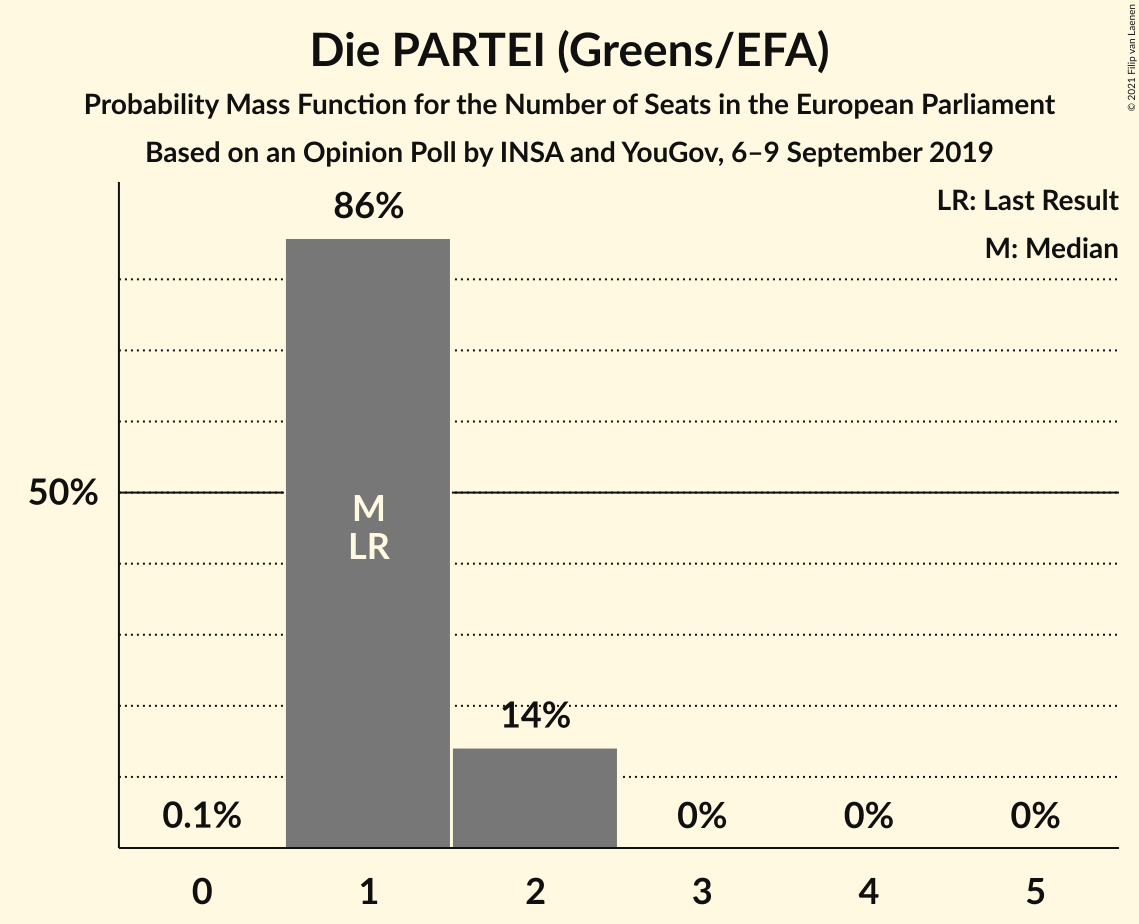 Die PARTEI (Greens/EFA)
Probability Mass Function for the Number of Seats in the European Parliament
Based on an Opinion Poll by INSA and YouGov, 6–9 September 2019
© 2021 Filip van Laenen
LR: Last Result
M: Median
86%
50%
M
LR
14%
0.1%
0%
0%
0%
0
1
2
3
4
5